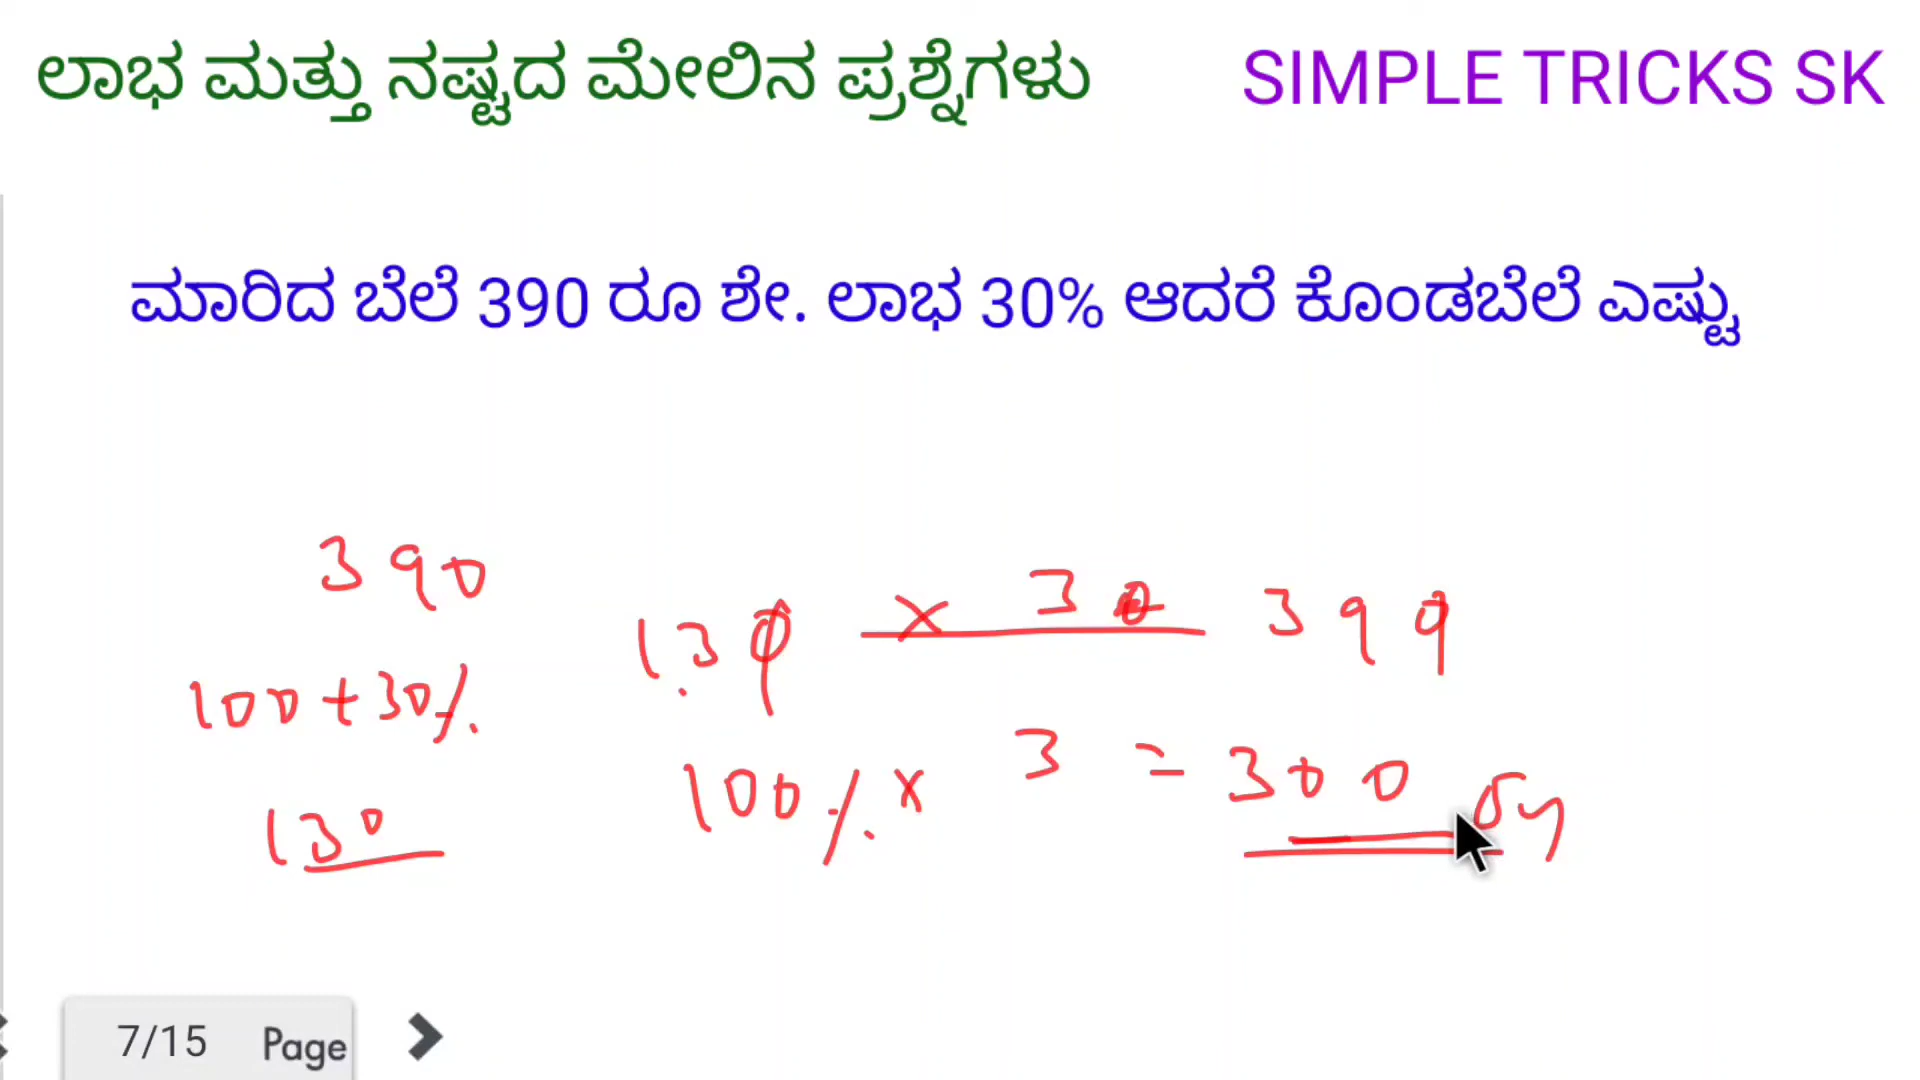 ಲಾಭ ಮತ್ತು ನಷ್ಟದ ಮೇಲಿನ ಪ್ರಶ್ನೆಗಳು SIMPLE TRICKS SK
ಮಾರಿದ ಬೆಲೆ 390 ರೂ ಶೇ. ಲಾಭ 30% ಆದರೆ ಕೊಂಡಬೆಲೆ ಎಷ್ಟು
390
100 + 30%
130
130 × 3 390
100% × 3 = 300 ರೂ
7/15 Page